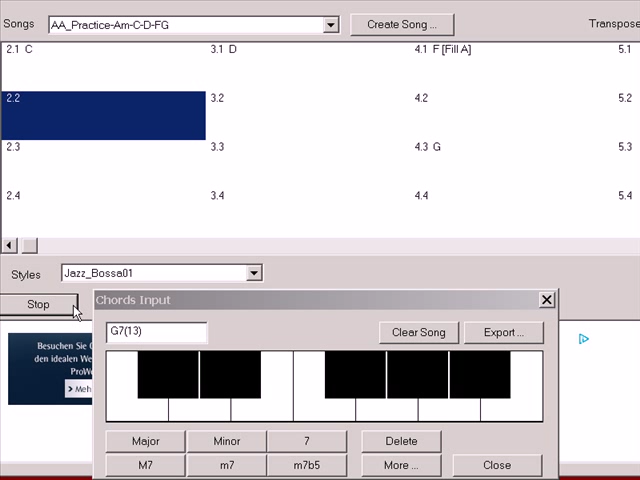 Songs AA_Practice-Am-C-D-FG Create Song ... Transpose
2.1 C 3.1 D 4.1 F [Fill A] 5.1
2.2 3.2 4.2 5.2
2.3 3.3 4.3 G 5.3
2.4 3.4 4.4 5.4
Styles Jazz_Bossa01
Stop
Chords Input
G7(13) Clear Song Export ...
Besuchen Sie
den idealen We
ProWe
Meh
Major Minor 7 Delete
M7 m7 m7b5 More ... Close